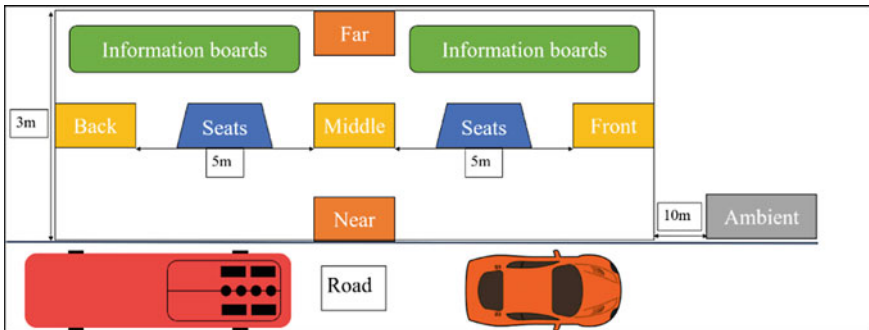 Far
Information boards
Information boards
3m
Back
Seats
Middle
Seats
Front
5m
5m
Near
10m
Ambient
Road